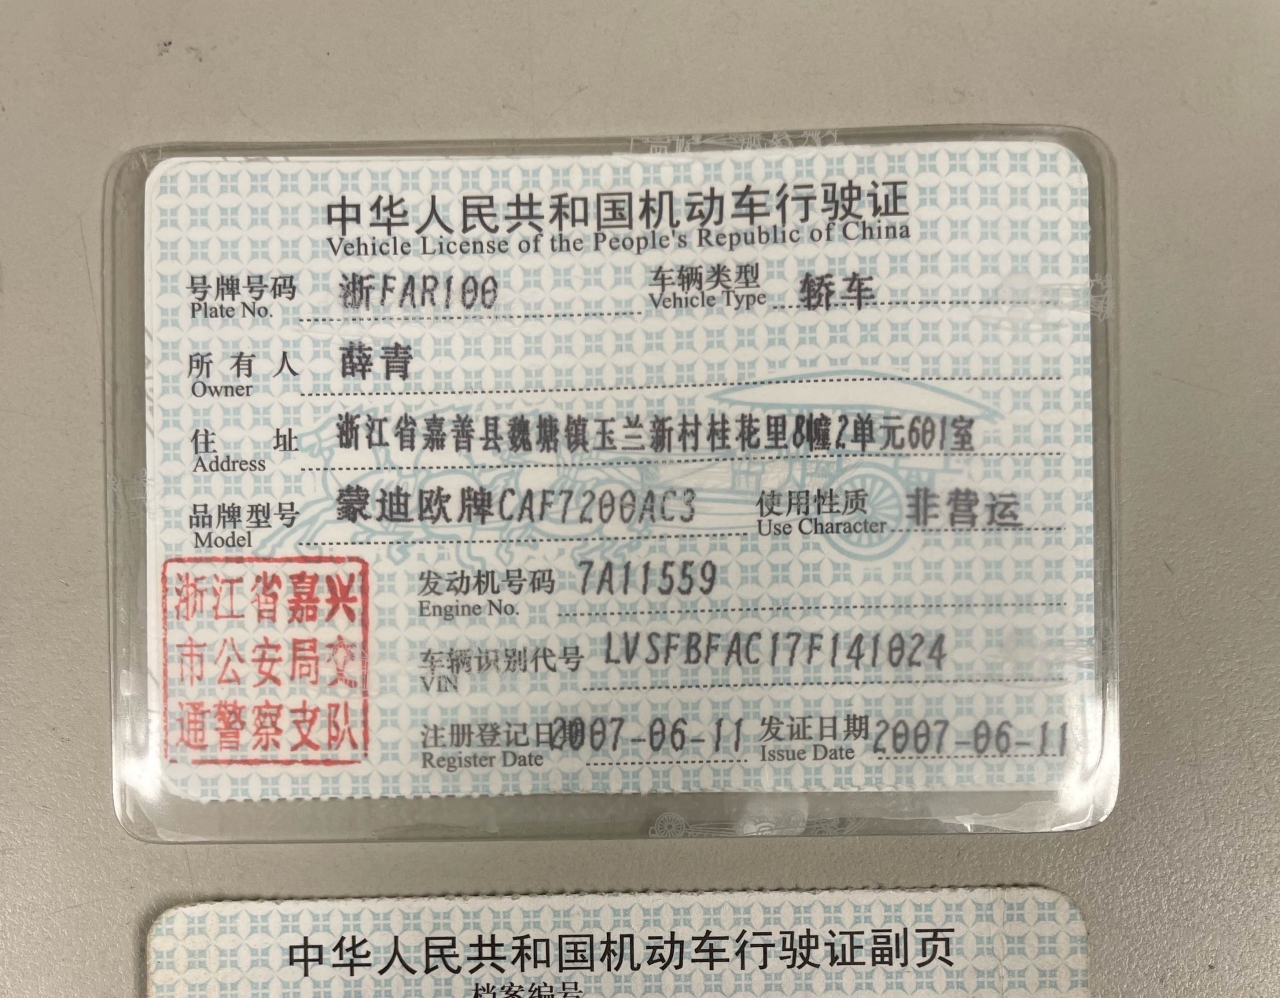 中华人民共和国机动车行驶证
Vehicle License of the People's Republic of China
号牌号码 浙FAR100 车辆类型 轿车
Plate No. Vehicle Type
所有人 薛青
Owner
住址 浙江省嘉善县魏塘镇玉兰新村桂花里8幢2单元601室
Address
品牌型号 蒙迪欧牌CAF7200AC3 使用性质 非营运
Model Use Character
发动机号码 7A11559
Engine No.
车辆识别代号 LVSFBFAC17F141024
VIN
注册登记日期 2007-06-11 发证日期 2007-06-11
Register Date Issue Date
浙江省嘉兴
市公安局交
通警察支队
中华人民共和国机动车行驶证副页
档案编号